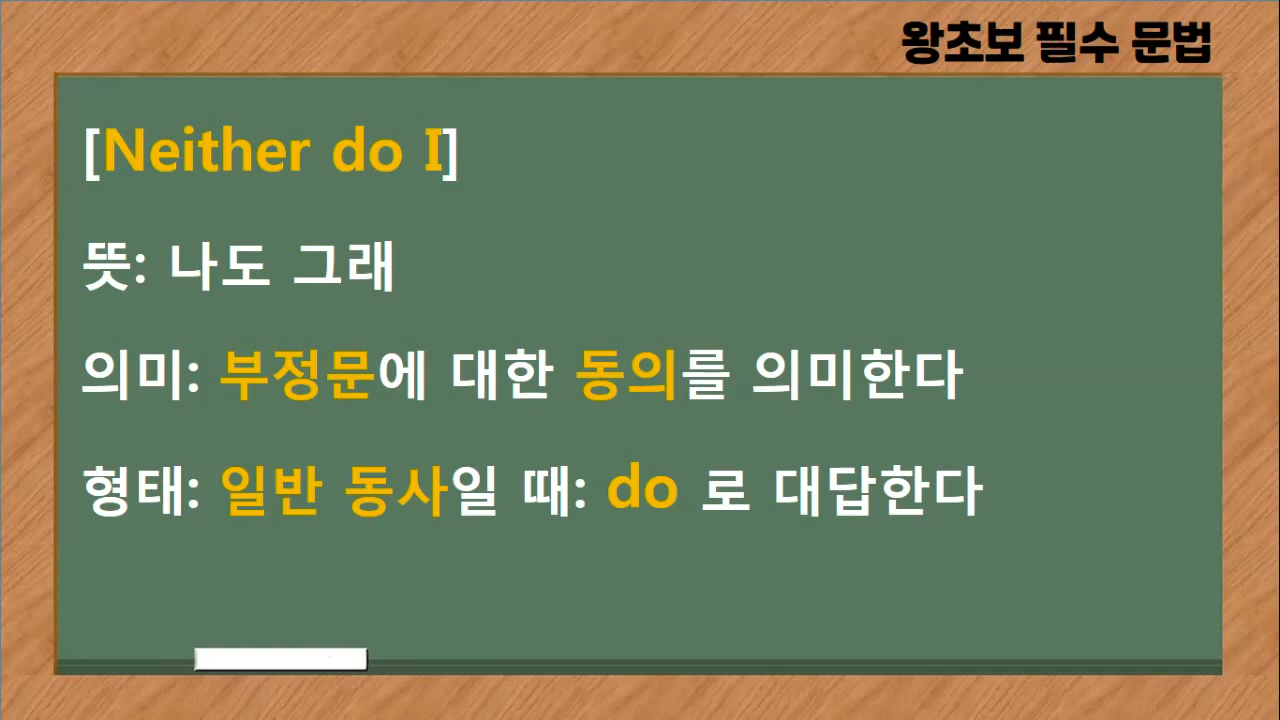 왕초보 필수 문법
[Neither do I]
뜻: 나도 그래
의미: 부정문에 대한 동의를 의미한다
형태: 일반 동사일 때: do 로 대답한다